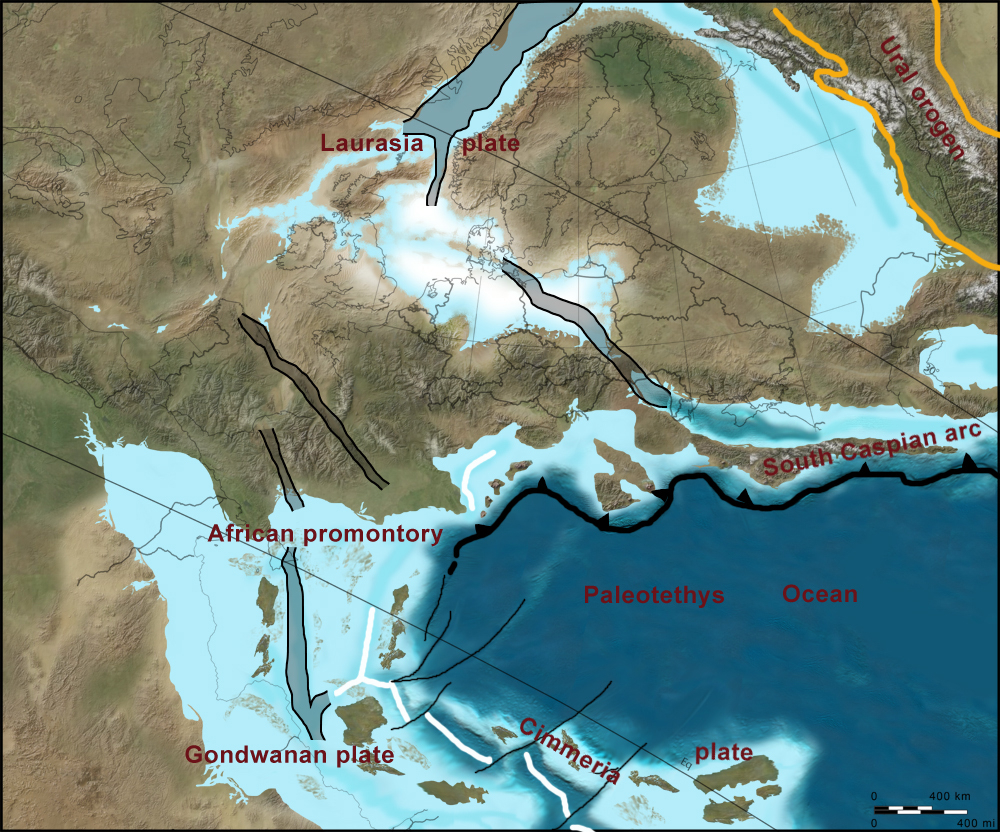 Ural orogen
Laurasia plate
South Caspian arc
African promontory
Paleotethys Ocean
Cimmeria plate
Gondwanan plate
Eq
0 400 km
0 400 mi